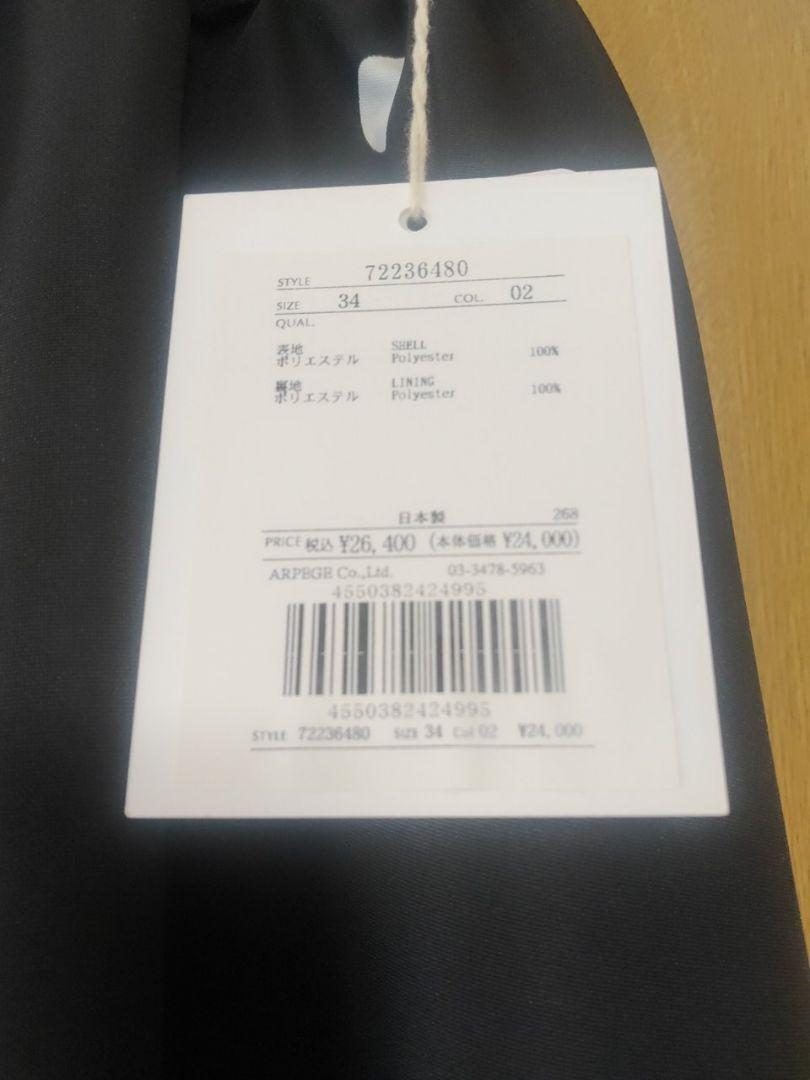 STYLE 72236480
SIZE 34 COL. 02
QUAL.
表地 SHELL
ポリエステル Polyester 100%
裏地 LINING
ポリエステル Polyester 100%
日本製 268
PRICE 税込 ¥26,400 (本体価格 ¥24,000)
ARPEGE Co.,Ltd. 03-3478-5963
4550382424995
4550382424995
STYLE 72236480 SIZE 34 Col 02 ¥24,000